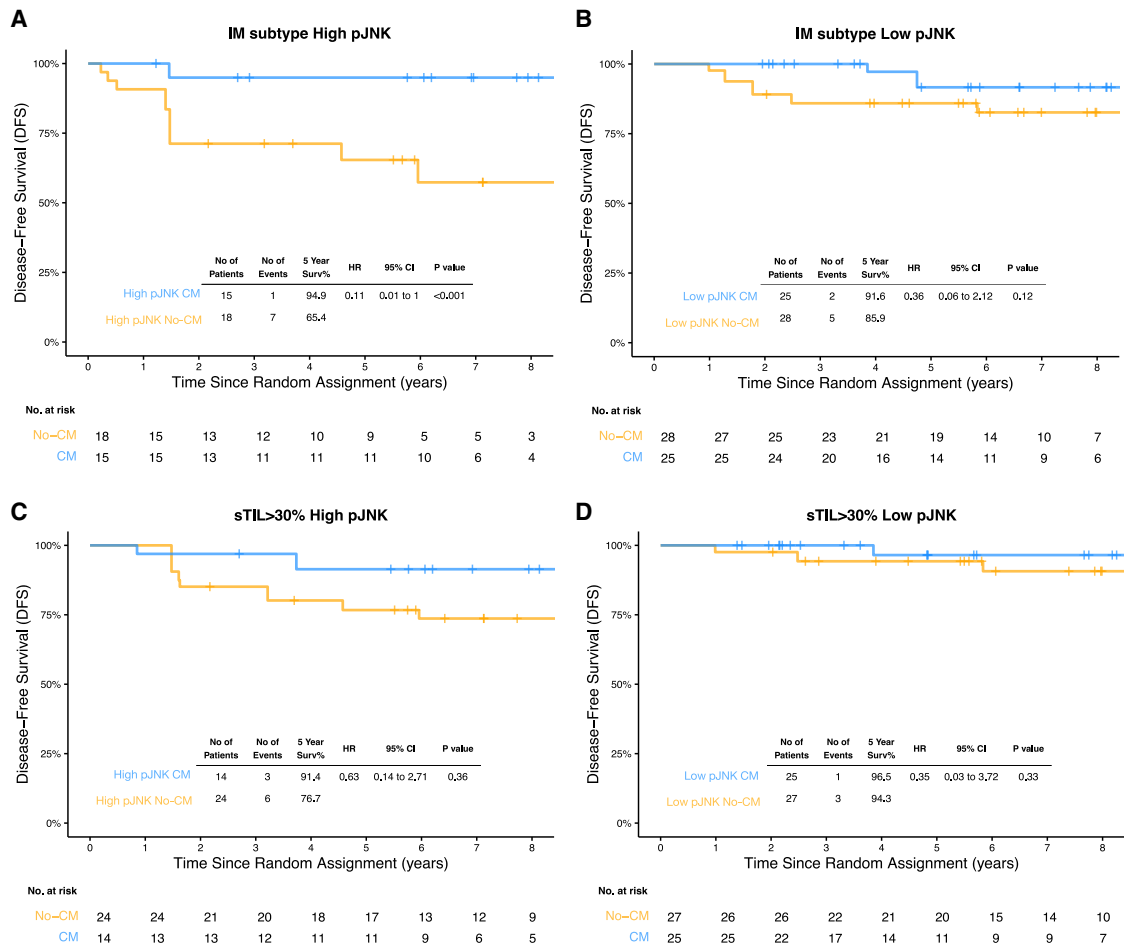 A
IM subtype High pJNK
Disease−Free Survival (DFS)
100%
75%
50%
25%
0%
No of Patients No of Events 5 Year Surv% HR 95% CI P value
High pJNK CM 15 1 94.9 0.11 0.01 to 1 <0.001
High pJNK No-CM 18 7 65.4
0 1 2 3 4 5 6 7 8
Time Since Random Assignment (years)
No. at risk
No−CM 18 15 13 12 10 9 5 5 3
CM 15 15 13 11 11 11 10 6 4
B
IM subtype Low pJNK
Disease−Free Survival (DFS)
100%
75%
50%
25%
0%
No of Patients No of Events 5 Year Surv% HR 95% CI P value
Low pJNK CM 25 2 91.6 0.36 0.06 to 2.12 0.12
Low pJNK No-CM 28 5 85.9
0 1 2 3 4 5 6 7 8
Time Since Random Assignment (years)
No. at risk
No−CM 28 27 25 23 21 19 14 10 7
CM 25 25 24 20 16 14 11 9 6
C
sTIL>30% High pJNK
Disease−Free Survival (DFS)
100%
75%
50%
25%
0%
No of Patients No of Events 5 Year Surv% HR 95% CI P value
High pJNK CM 14 3 91.4 0.63 0.14 to 2.71 0.36
High pJNK No-CM 24 6 76.7
0 1 2 3 4 5 6 7 8
Time Since Random Assignment (years)
No. at risk
No−CM 24 24 21 20 18 17 13 12 9
CM 14 13 13 12 11 11 9 6 5
D
sTIL>30% Low pJNK
Disease−Free Survival (DFS)
100%
75%
50%
25%
0%
No of Patients No of Events 5 Year Surv% HR 95% CI P value
Low pJNK CM 25 1 96.5 0.35 0.03 to 3.72 0.33
Low pJNK No-CM 27 3 94.3
0 1 2 3 4 5 6 7 8
Time Since Random Assignment (years)
No. at risk
No−CM 27 26 26 22 21 20 15 14 10
CM 25 25 22 17 14 11 9 9 7